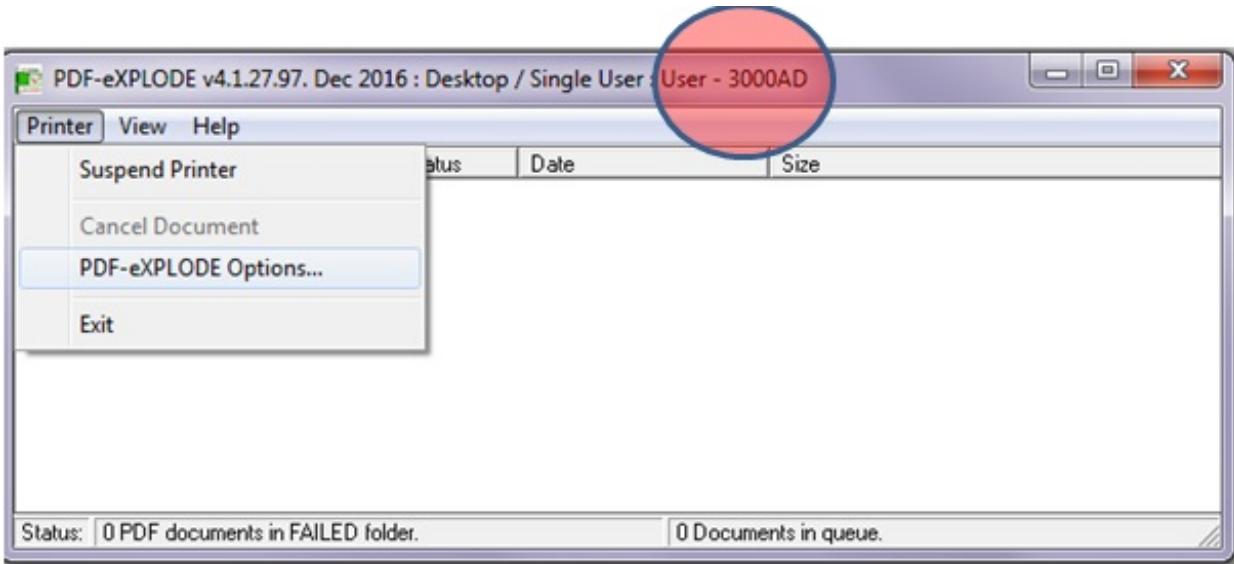 PDF-eXPLODE v4.1.27.97. Dec 2016 : Desktop / Single User : User - 3000AD
Printer View Help
atus Date Size
Suspend Printer
Cancel Document
PDF-eXPLODE Options...
Exit
Status: 0 PDF documents in FAILED folder. 0 Documents in queue.